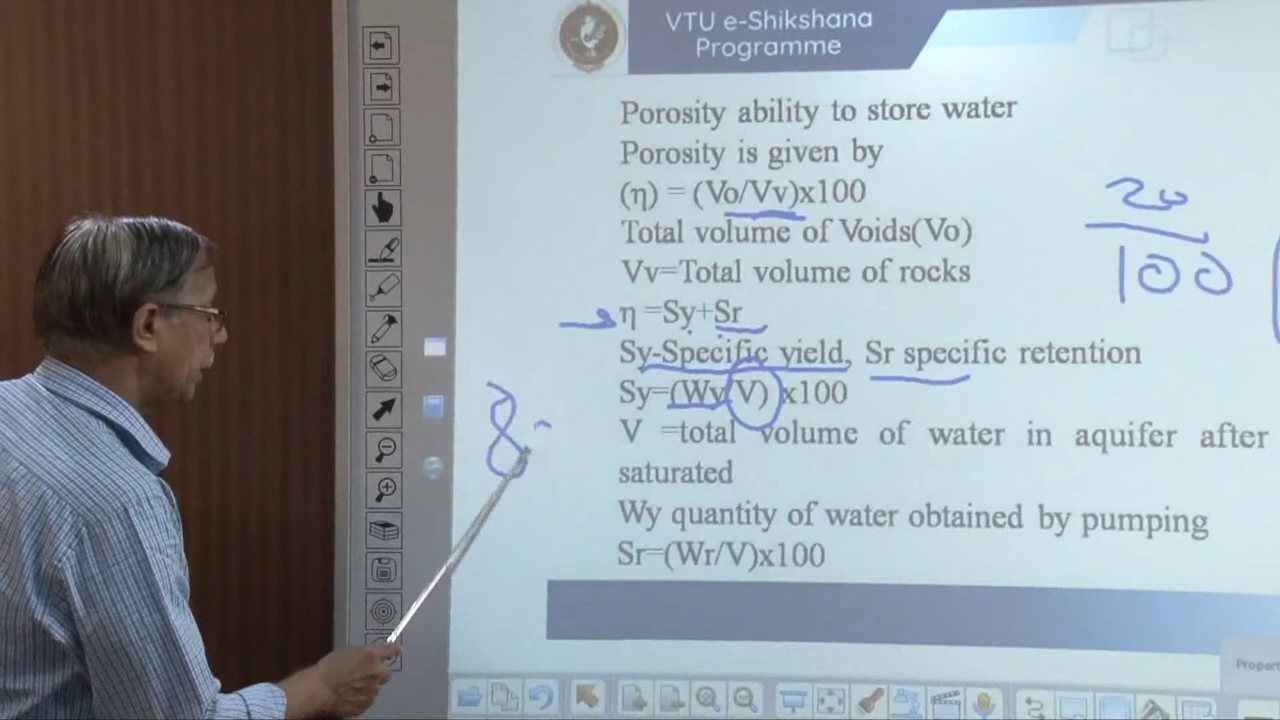 VTU e-Shikshana
Programme
Porosity ability to store water
Porosity is given by
(η) = (Vo/Vv)x100
Total volume of Voids(Vo)
Vv=Total volume of rocks
η =Sy+Sr
Sy-Specific yield, Sr specific retention
Sy=(Wy/V) x100
V =total volume of water in aquifer after
saturated
Wy quantity of water obtained by pumping
Sr=(Wr/V)x100
20
100
8